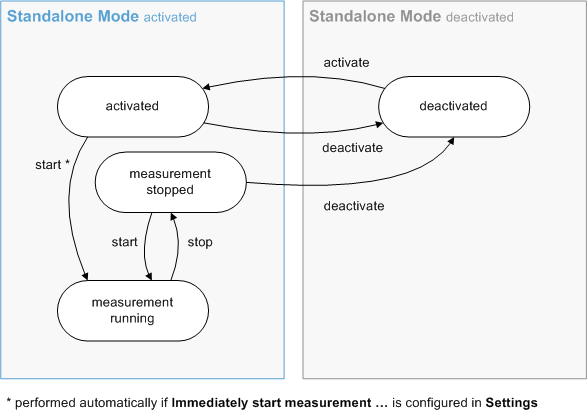 Standalone Mode activated
Standalone Mode deactivated
activate
activated
deactivated
deactivate
start *
measurement
stopped
deactivate
start
stop
measurement
running
* performed automatically if Immediately start measurement … is configured in Settings